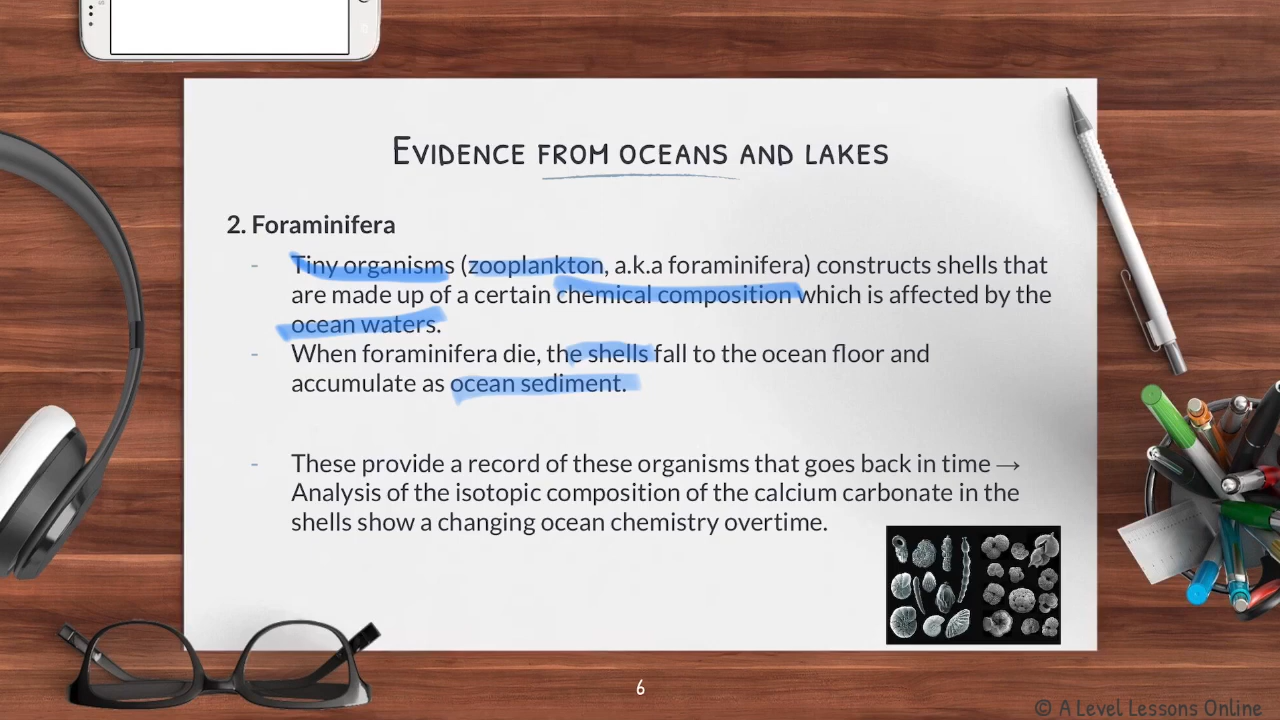 Evidence from oceans and lakes
2. Foraminifera
- Tiny organisms (zooplankton, a.k.a foraminifera) constructs shells that
are made up of a certain chemical composition which is affected by the
ocean waters.
- When foraminifera die, the shells fall to the ocean floor and
accumulate as ocean sediment.
- These provide a record of these organisms that goes back in time →
Analysis of the isotopic composition of the calcium carbonate in the
shells show a changing ocean chemistry overtime.
6
© A Level Lessons Online